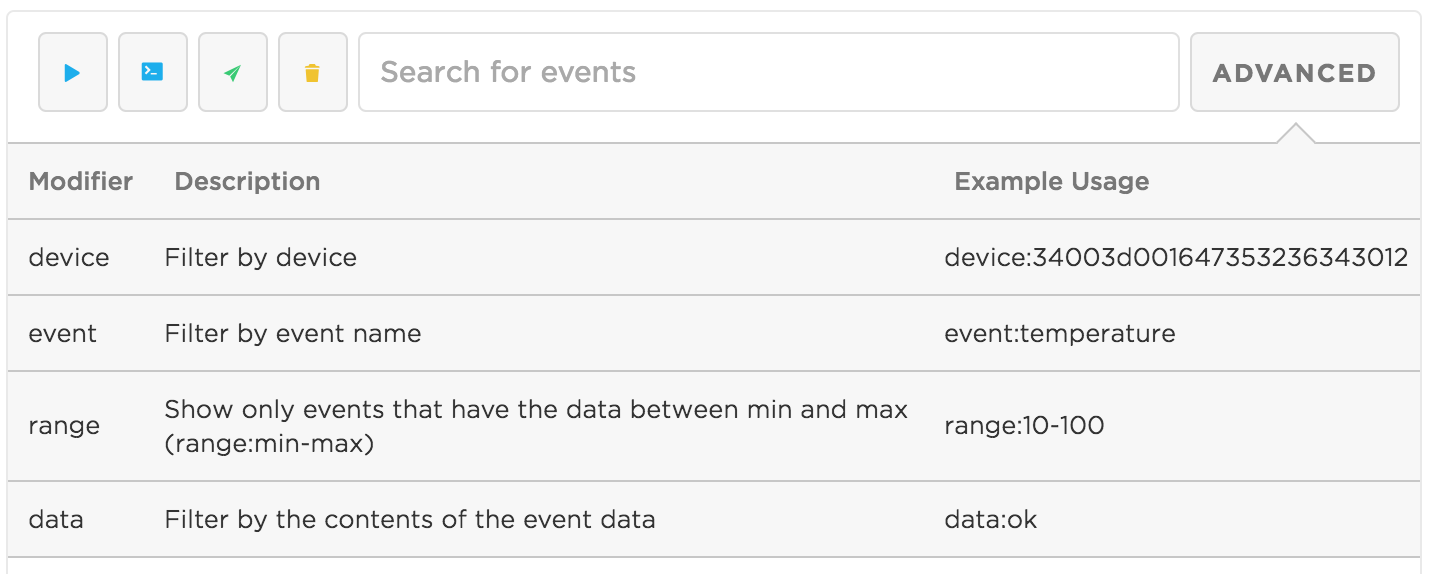 Search for events
ADVANCED
Modifier Description Example Usage
device Filter by device device:34003d001647353236343012
event Filter by event name event:temperature
range Show only events that have the data between min and max range:10-100
(range:min-max)
data Filter by the contents of the event data data:ok